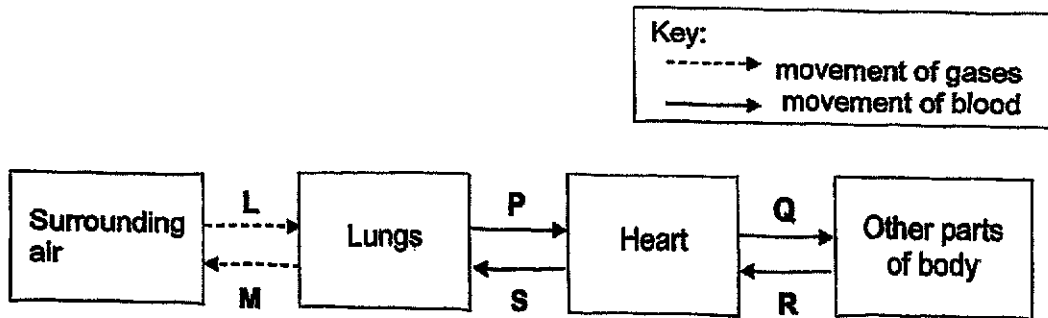 Key:
movement of gases
movement of blood
L
P
Q
Surrounding
air
Lungs
Heart
Other parts
of body
M
S
R